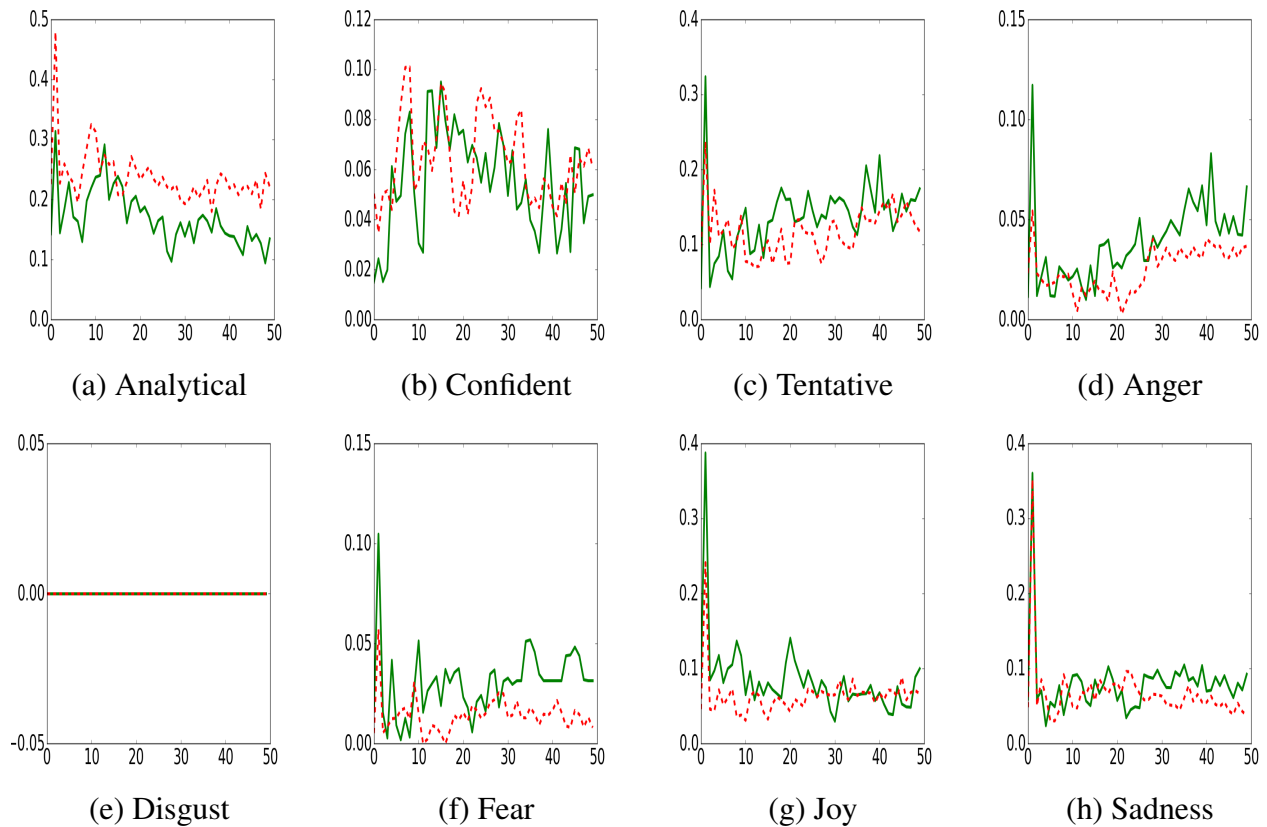 0.5
0.4
0.3
0.2
0.1
0.0
0 10 20 30 40 50
(a) Analytical
0.12
0.10
0.08
0.06
0.04
0.02
0.00
0 10 20 30 40 50
(b) Confident
0.4
0.3
0.2
0.1
0.0
0 10 20 30 40 50
(c) Tentative
0.15
0.10
0.05
0.00
0 10 20 30 40 50
(d) Anger
0.05
0.00
−0.05
0 10 20 30 40 50
(e) Disgust
0.15
0.10
0.05
0.00
0 10 20 30 40 50
(f) Fear
0.4
0.3
0.2
0.1
0.0
0 10 20 30 40 50
(g) Joy
0.4
0.3
0.2
0.1
0.0
0 10 20 30 40 50
(h) Sadness